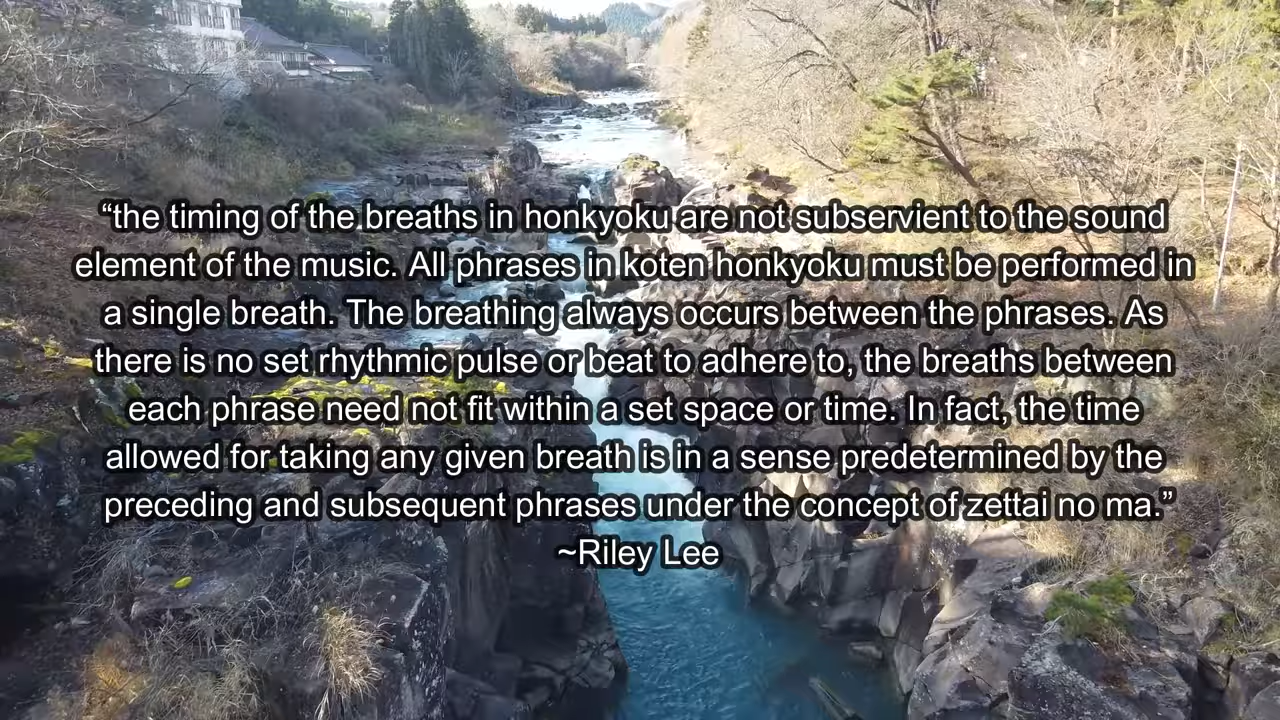 “the timing of the breaths in honkyoku are not subservient to the sound
element of the music. All phrases in koten honkyoku must be performed in
a single breath. The breathing always occurs between the phrases. As
there is no set rhythmic pulse or beat to adhere to, the breaths between
each phrase need not fit within a set space or time. In fact, the time
allowed for taking any given breath is in a sense predetermined by the
preceding and subsequent phrases under the concept of zettai no ma.”
~Riley Lee